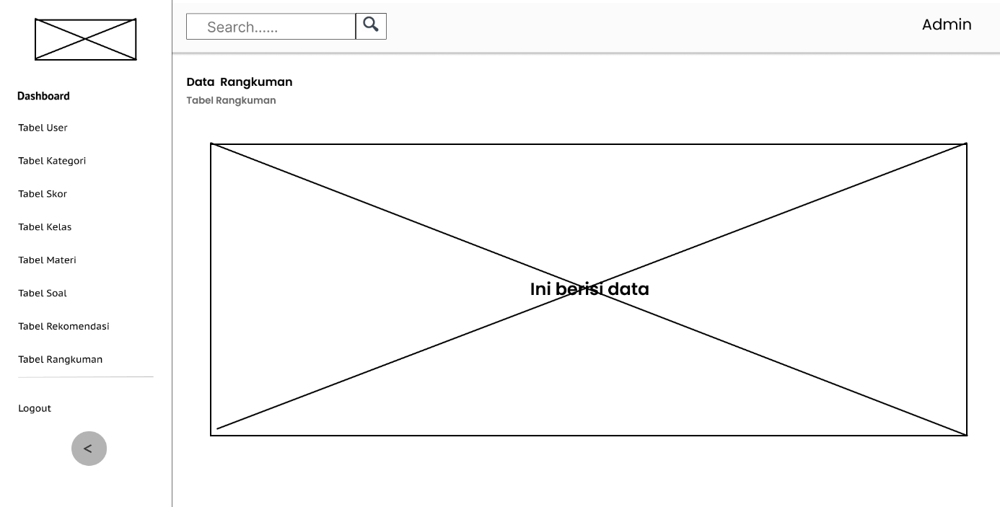 Search......
Admin
Dashboard
Tabel User
Tabel Kategori
Tabel Skor
Tabel Kelas
Tabel Materi
Tabel Soal
Tabel Rekomendasi
Tabel Rangkuman
Logout
<
Data Rangkuman
Tabel Rangkuman
Ini berisi data